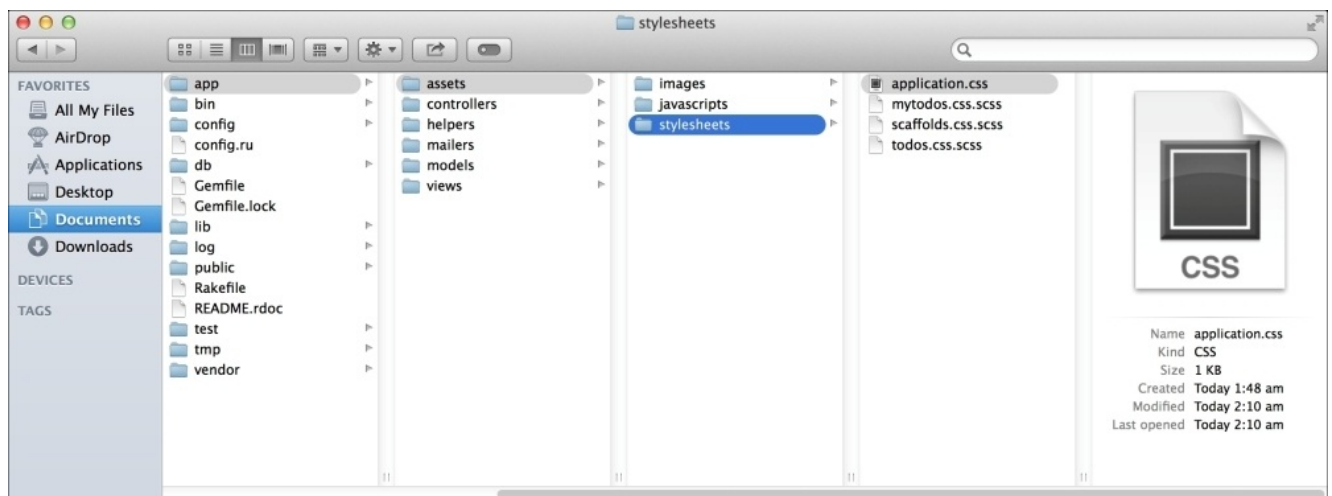 stylesheets
FAVORITES
All My Files
AirDrop
Applications
Desktop
Documents
Downloads
DEVICES
TAGS
app
bin
config
config.ru
db
Gemfile
Gemfile.lock
lib
log
public
Rakefile
README.rdoc
test
tmp
vendor
assets
controllers
helpers
mailers
models
views
images
javascripts
stylesheets
application.css
mytodos.css.scss
scaffolds.css.scss
todos.css.scss
CSS
Name application.css
Kind CSS
Size 1 KB
Created Today 1:48 am
Modified Today 2:10 am
Last opened Today 2:10 am